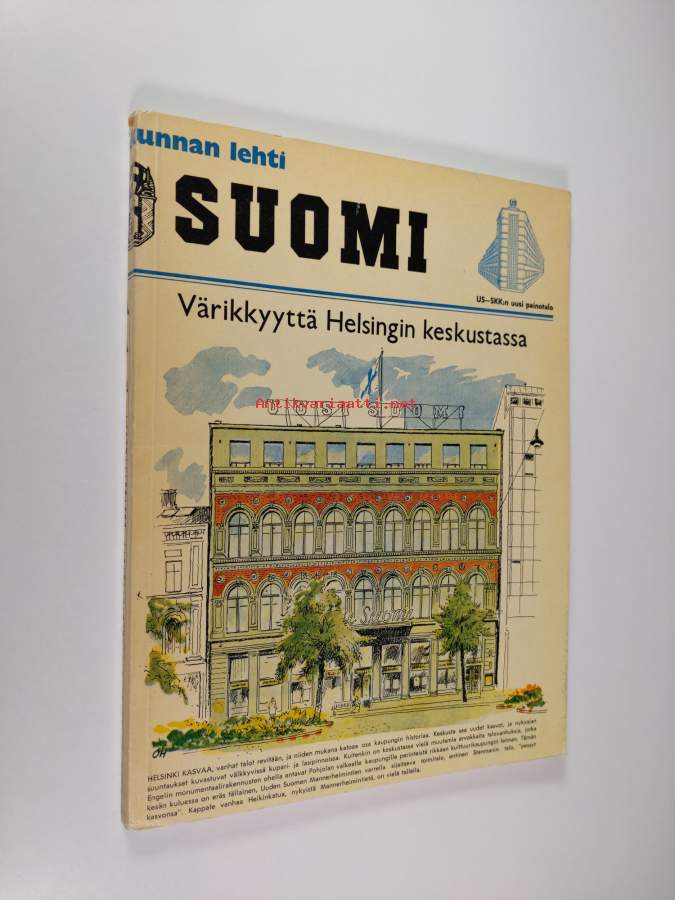 unnan lehti
SUOMI
US—SKK:n uusi painotalo
Värikkyyttä Helsingin keskustassa
UUSI SUOMI
Antikvariaatti.net
Suomi
OH
HELSINKI KASVAA, vanhat talot revitään, ja niiden mukana katoaa osa kaupungin historiaa. Keskusta saa uudet kasvot, ja nykyajan
suuntaukset kuvastuvat välkkyvissä kupari- ja lasipinnoissa. Kuitenkin on keskustassa vielä muutamia arvokkaita talovanhuksia, jotka
Engelin monumentaalirakennusten ohella antavat Pohjolan valkealle kaupungille perinteistä rikkaan kulttuurikaupungin leiman. Tämän
kesän kuluessa on eräs tällainen, Uuden Suomen Mannerheimintien varrella sijaitseva toimitalo, entinen Stenmanin talo, "pessyt
kasvonsa". Kappale vanhaa Heikinkatua, nykyistä Mannerheimintietä, on vielä tallella.